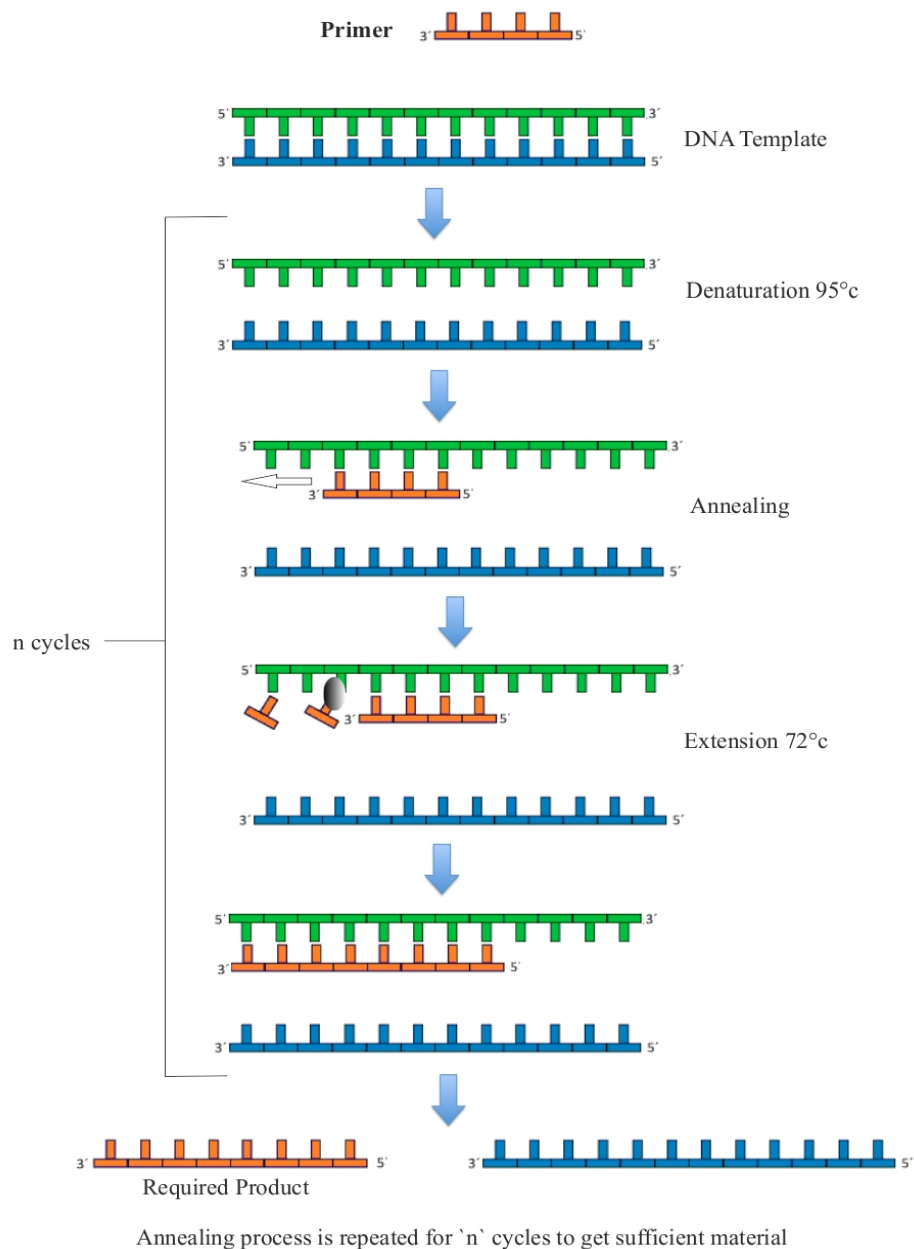 Primer 3´ 5`
5` 3´
DNA Template
3´ 5´
5` 3´
Denaturation 95°c
3´ 5´
5` 3´
3´ 5`
Annealing
3´ 5´
n cycles
5` 3´
3´ 5`
Extension 72°c
3´ 5´
5` 3´
3´ 5`
3´ 5´
3´ 5` 3´ 5´
Required Product
Annealing process is repeated for `n` cycles to get sufficient material